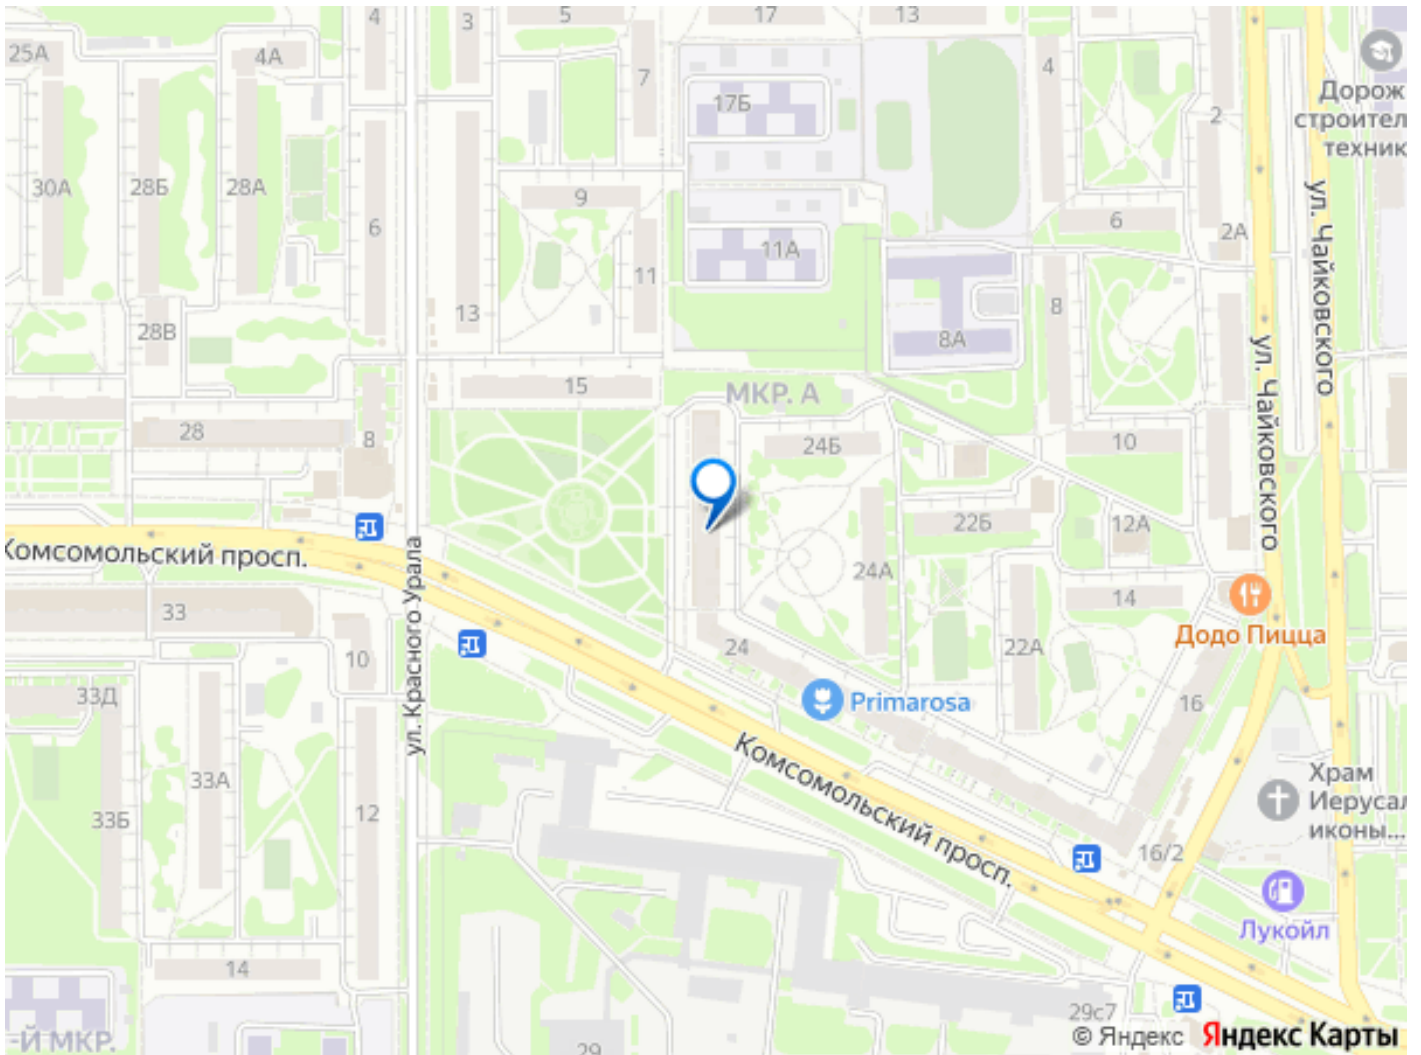 4
3
5
17
13
25А
4А
7
17Б
4
2
Дорож
строител
техник
30А
28Б
28А
6
9
11
11А
6
2А
ул. Чайковского
28В
13
8
8А
15
МКР. А
ул. Чайковского
28
8
24Б
10
22Б
12А
Комсомольский просп.
ул. Красного Урала
24А
33
10
24
22А
14
Додо Пицца
33Д
Primarosa
16
33А
33Б
12
Комсомольский просп.
Храм
Иерусал
иконы...
16/2
Лукойл
14
29с7
-Й МКР.
29
© Яндекс Яндекс Карты